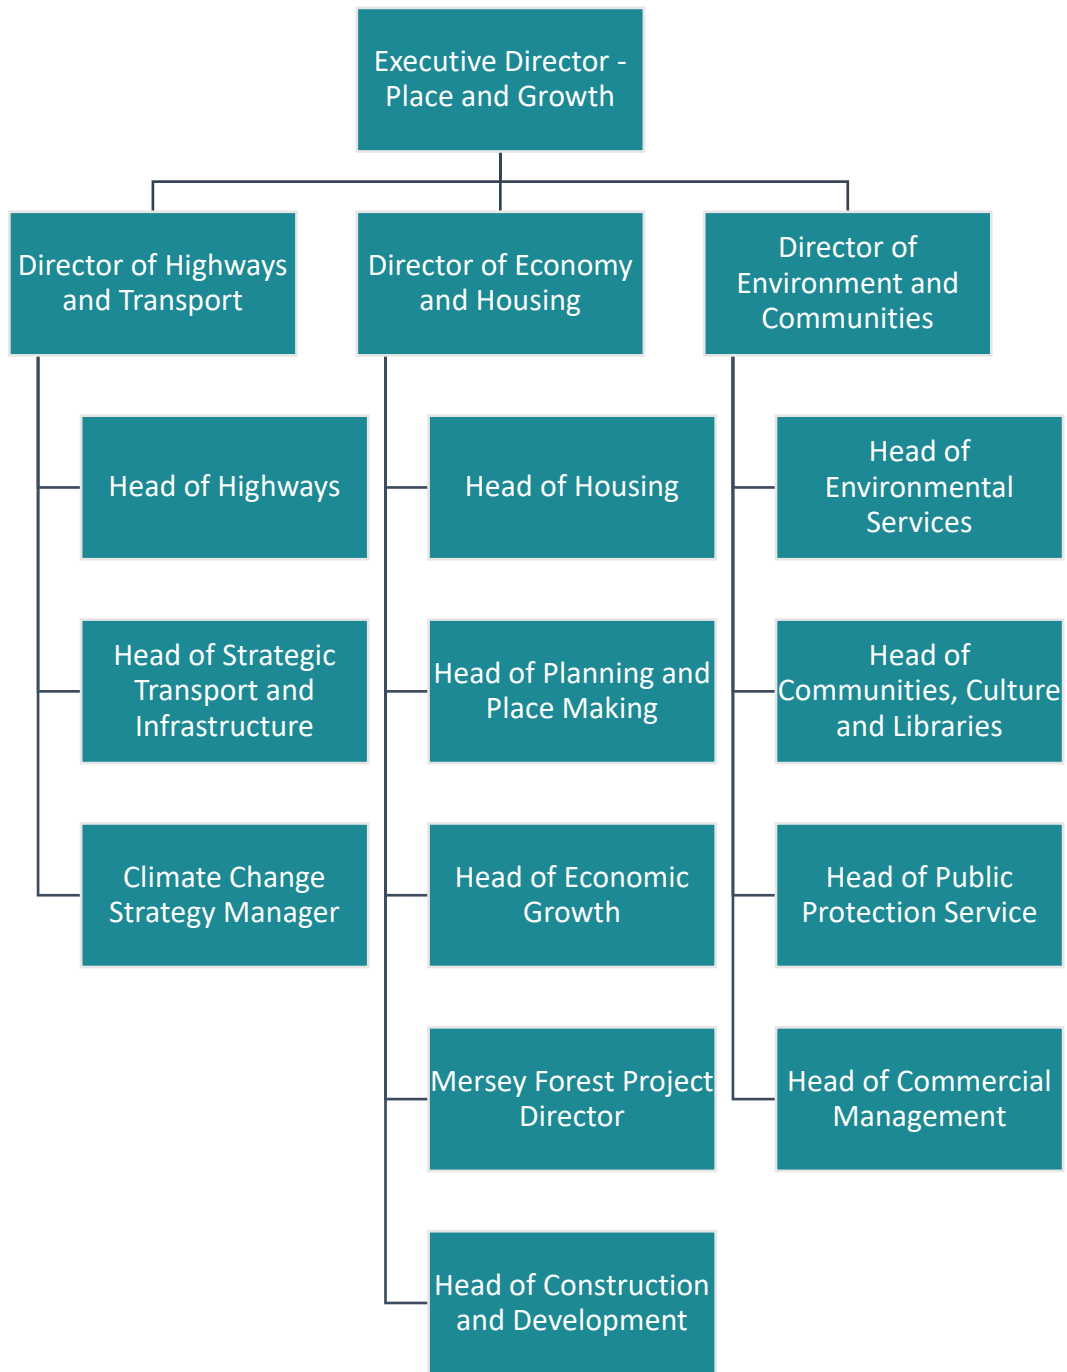 Executive Director -
Place and Growth
Director of Highways
and Transport
Director of Economy
and Housing
Director of
Environment and
Communities
Head of Highways
Head of Strategic
Transport and
Infrastructure
Climate Change
Strategy Manager
Head of Housing
Head of Planning and
Place Making
Head of Economic
Growth
Mersey Forest Project
Director
Head of Construction
and Development
Head of
Environmental
Services
Head of
Communities, Culture
and Libraries
Head of Public
Protection Service
Head of Commercial
Management